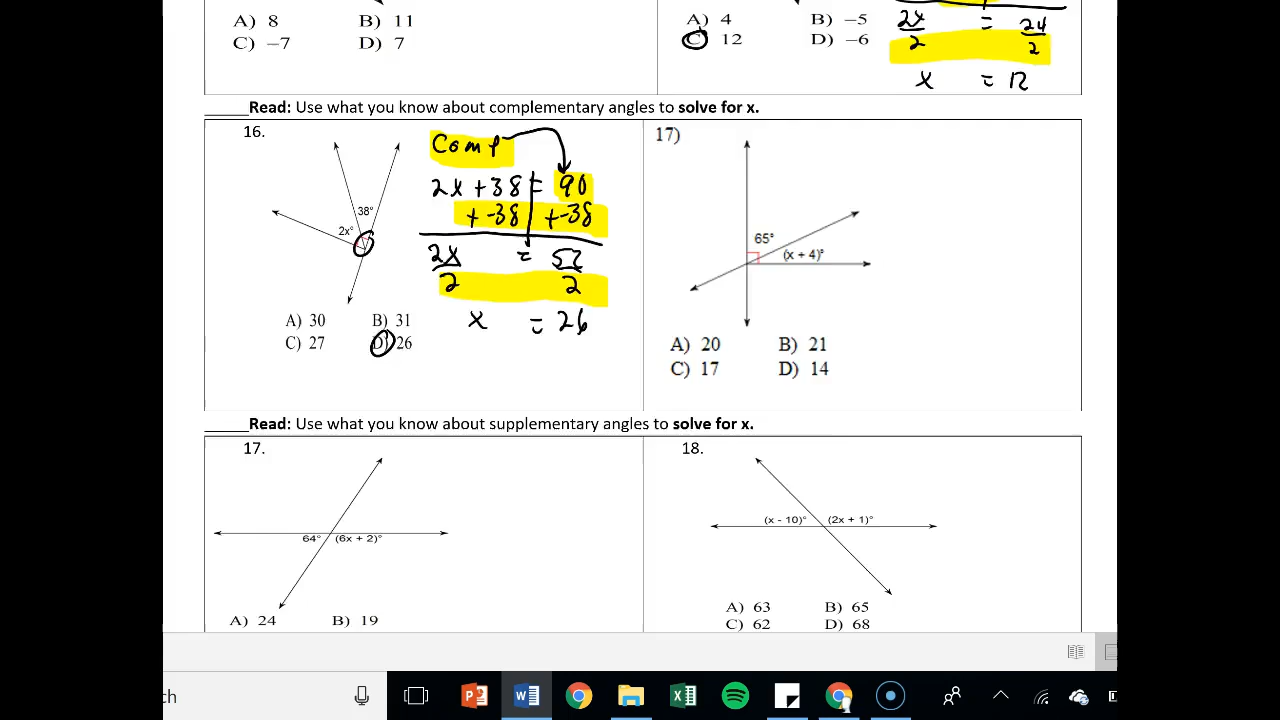 A) 8 B) 11
C) −7 D) 7
A) 4 B) −5
C) 12 D) −6
2x/2 = 24/2
x = 12
_____Read: Use what you know about complementary angles to solve for x.
16.
38°
2x°
A) 30 B) 31
C) 27 D) 26
Comp
2x + 38 = 90
+ -38 + -38
2x/2 = 52/2
x = 26
17)
65°
(x + 4)°
A) 20 B) 21
C) 17 D) 14
_____Read: Use what you know about supplementary angles to solve for x.
17.
64° (6x + 2)°
A) 24 B) 19
18.
(x - 10)° (2x + 1)°
A) 63 B) 65
C) 62 D) 68
ch